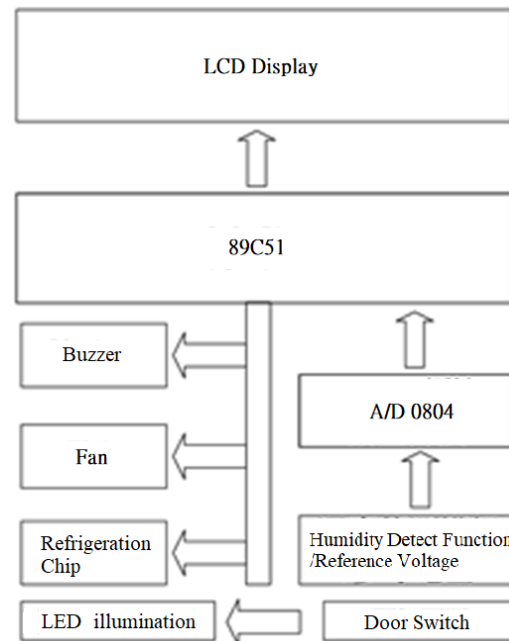 LCD Display
89C51
Buzzer
A/D 0804
Fan
Refrigeration
Chip
Humidity Detect Function
/Reference Voltage
LED illumination
Door Switch